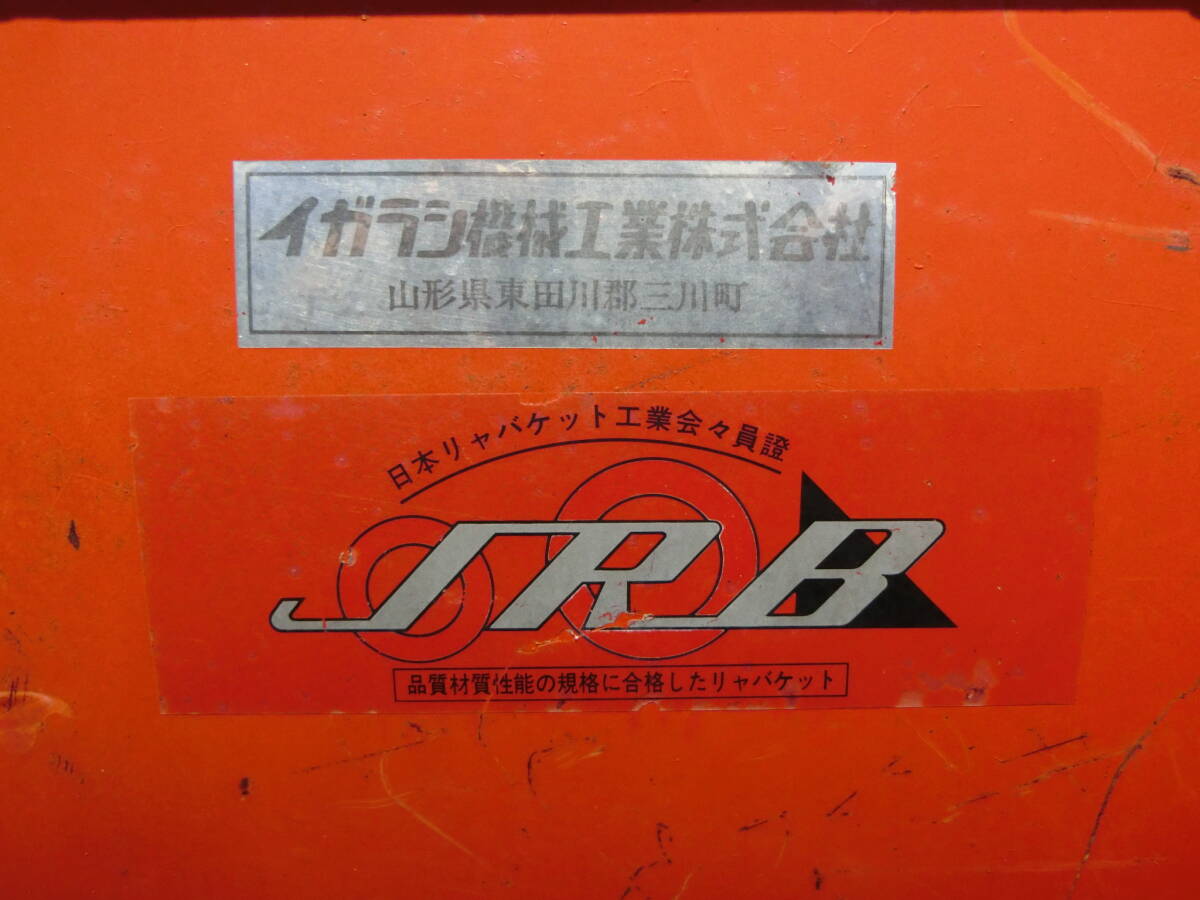 イガラシ機械工業株式会社
山形県東田川郡三川町
日本リヤバケット工業会々員證
JRB
品質材質性能の規格に合格したリヤバケット